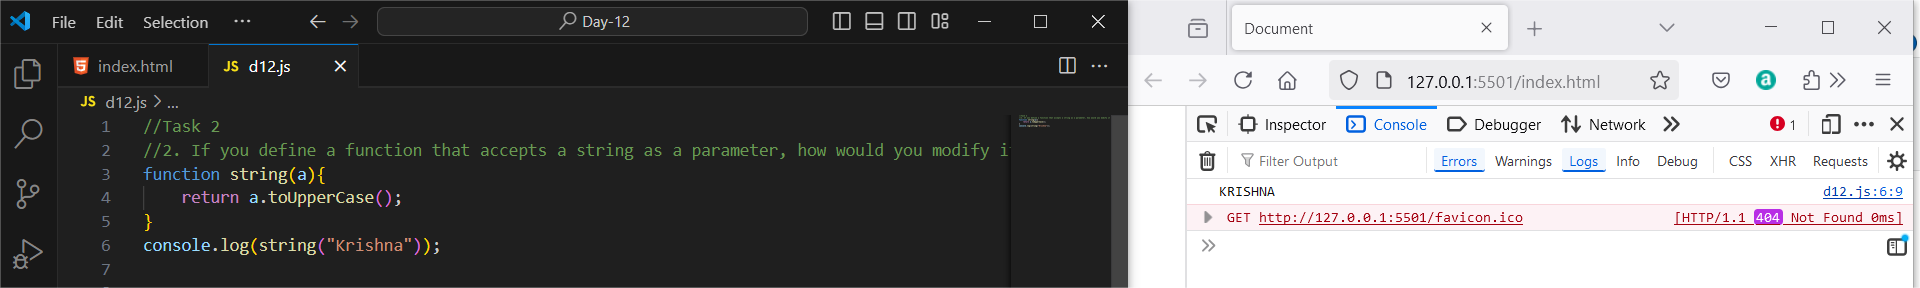 File Edit Selection ... Day-12
index.html JS d12.js
JS d12.js > ...
1 //Task 2
2 //2. If you define a function that accepts a string as a parameter, how would you modify
3 function string(a){
4 return a.toUpperCase();
5 }
6 console.log(string("Krishna"));
7
Document
127.0.0.1:5501/index.html
Inspector Console Debugger Network 1
Filter Output Errors Warnings Logs Info Debug CSS XHR Requests
KRISHNA d12.js:6:9
GET http://127.0.0.1:5501/favicon.ico [HTTP/1.1 404 Not Found 0ms]